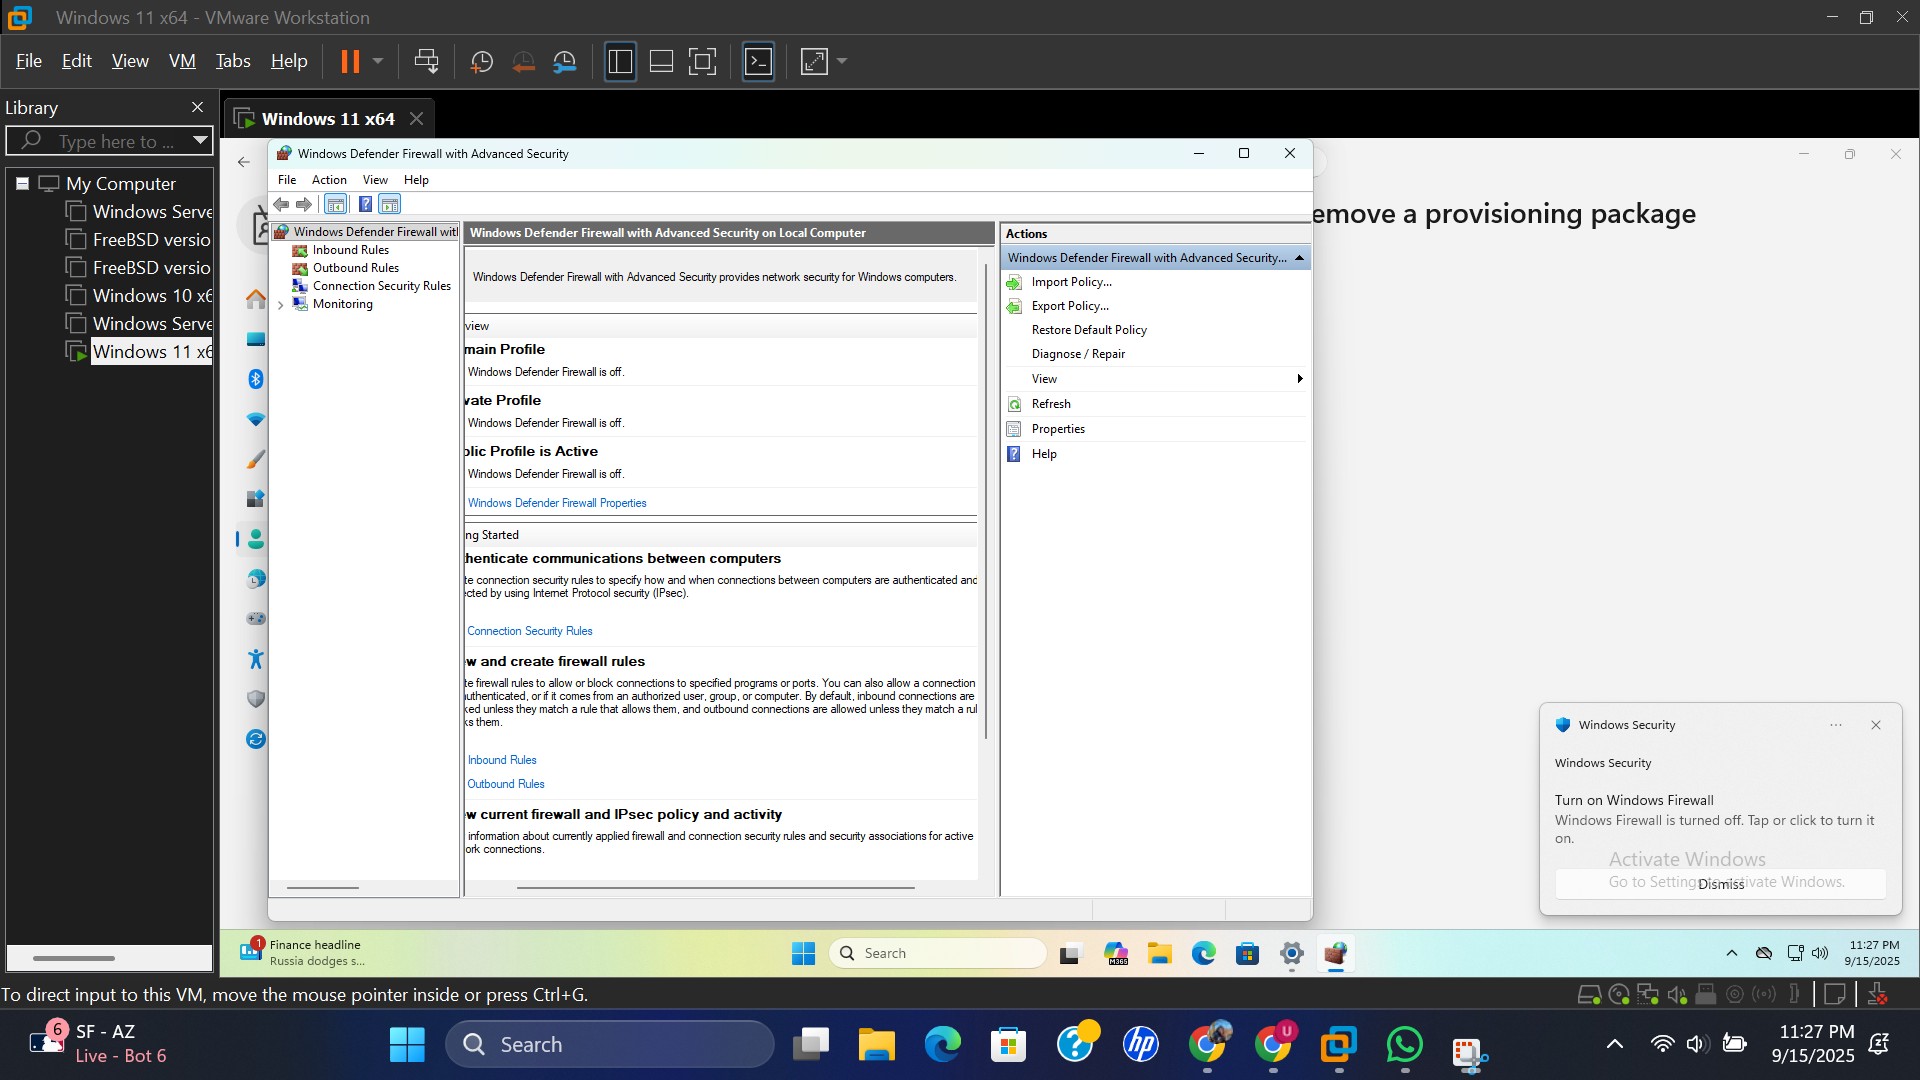 Windows 11 x64 - VMware Workstation
File Edit View VM Tabs Help
Library
Type here to ...
My Computer
Windows Serve
FreeBSD versio
FreeBSD versio
Windows 10 x6
Windows Serve
Windows 11 x6
Windows 11 x64
Windows Defender Firewall with Advanced Security
File Action View Help
Windows Defender Firewall with
Inbound Rules
Outbound Rules
Connection Security Rules
Monitoring
Windows Defender Firewall with Advanced Security on Local Computer
Windows Defender Firewall with Advanced Security provides network security for Windows computers.
view
main Profile
Windows Defender Firewall is off.
vate Profile
Windows Defender Firewall is off.
blic Profile is Active
Windows Defender Firewall is off.
Windows Defender Firewall Properties
ng Started
henticate communications between computers
te connection security rules to specify how and when connections between computers are authenticated and
ected by using Internet Protocol security (IPsec).
Connection Security Rules
w and create firewall rules
te firewall rules to allow or block connections to specified programs or ports. You can also allow a connection
uthenticated, or if it comes from an authorized user, group, or computer. By default, inbound connections are
ked unless they match a rule that allows them, and outbound connections are allowed unless they match a rul
ks them.
Inbound Rules
Outbound Rules
w current firewall and IPsec policy and activity
information about currently applied firewall and connection security rules and security associations for active
ork connections.
Actions
Windows Defender Firewall with Advanced Security...
Import Policy...
Export Policy...
Restore Default Policy
Diagnose / Repair
View
Refresh
Properties
Help
emove a provisioning package
Windows Security
Windows Security
Turn on Windows Firewall
Windows Firewall is turned off. Tap or click to turn it
on.
Activate Windows
Go to Settings to activate Windows.
Dismiss
1
Finance headline
Russia dodges s...
Search
M365
11:27 PM
9/15/2025
To direct input to this VM, move the mouse pointer inside or press Ctrl+G.
6
SF - AZ
Live - Bot 6
Search
hp
U
11:27 PM
9/15/2025